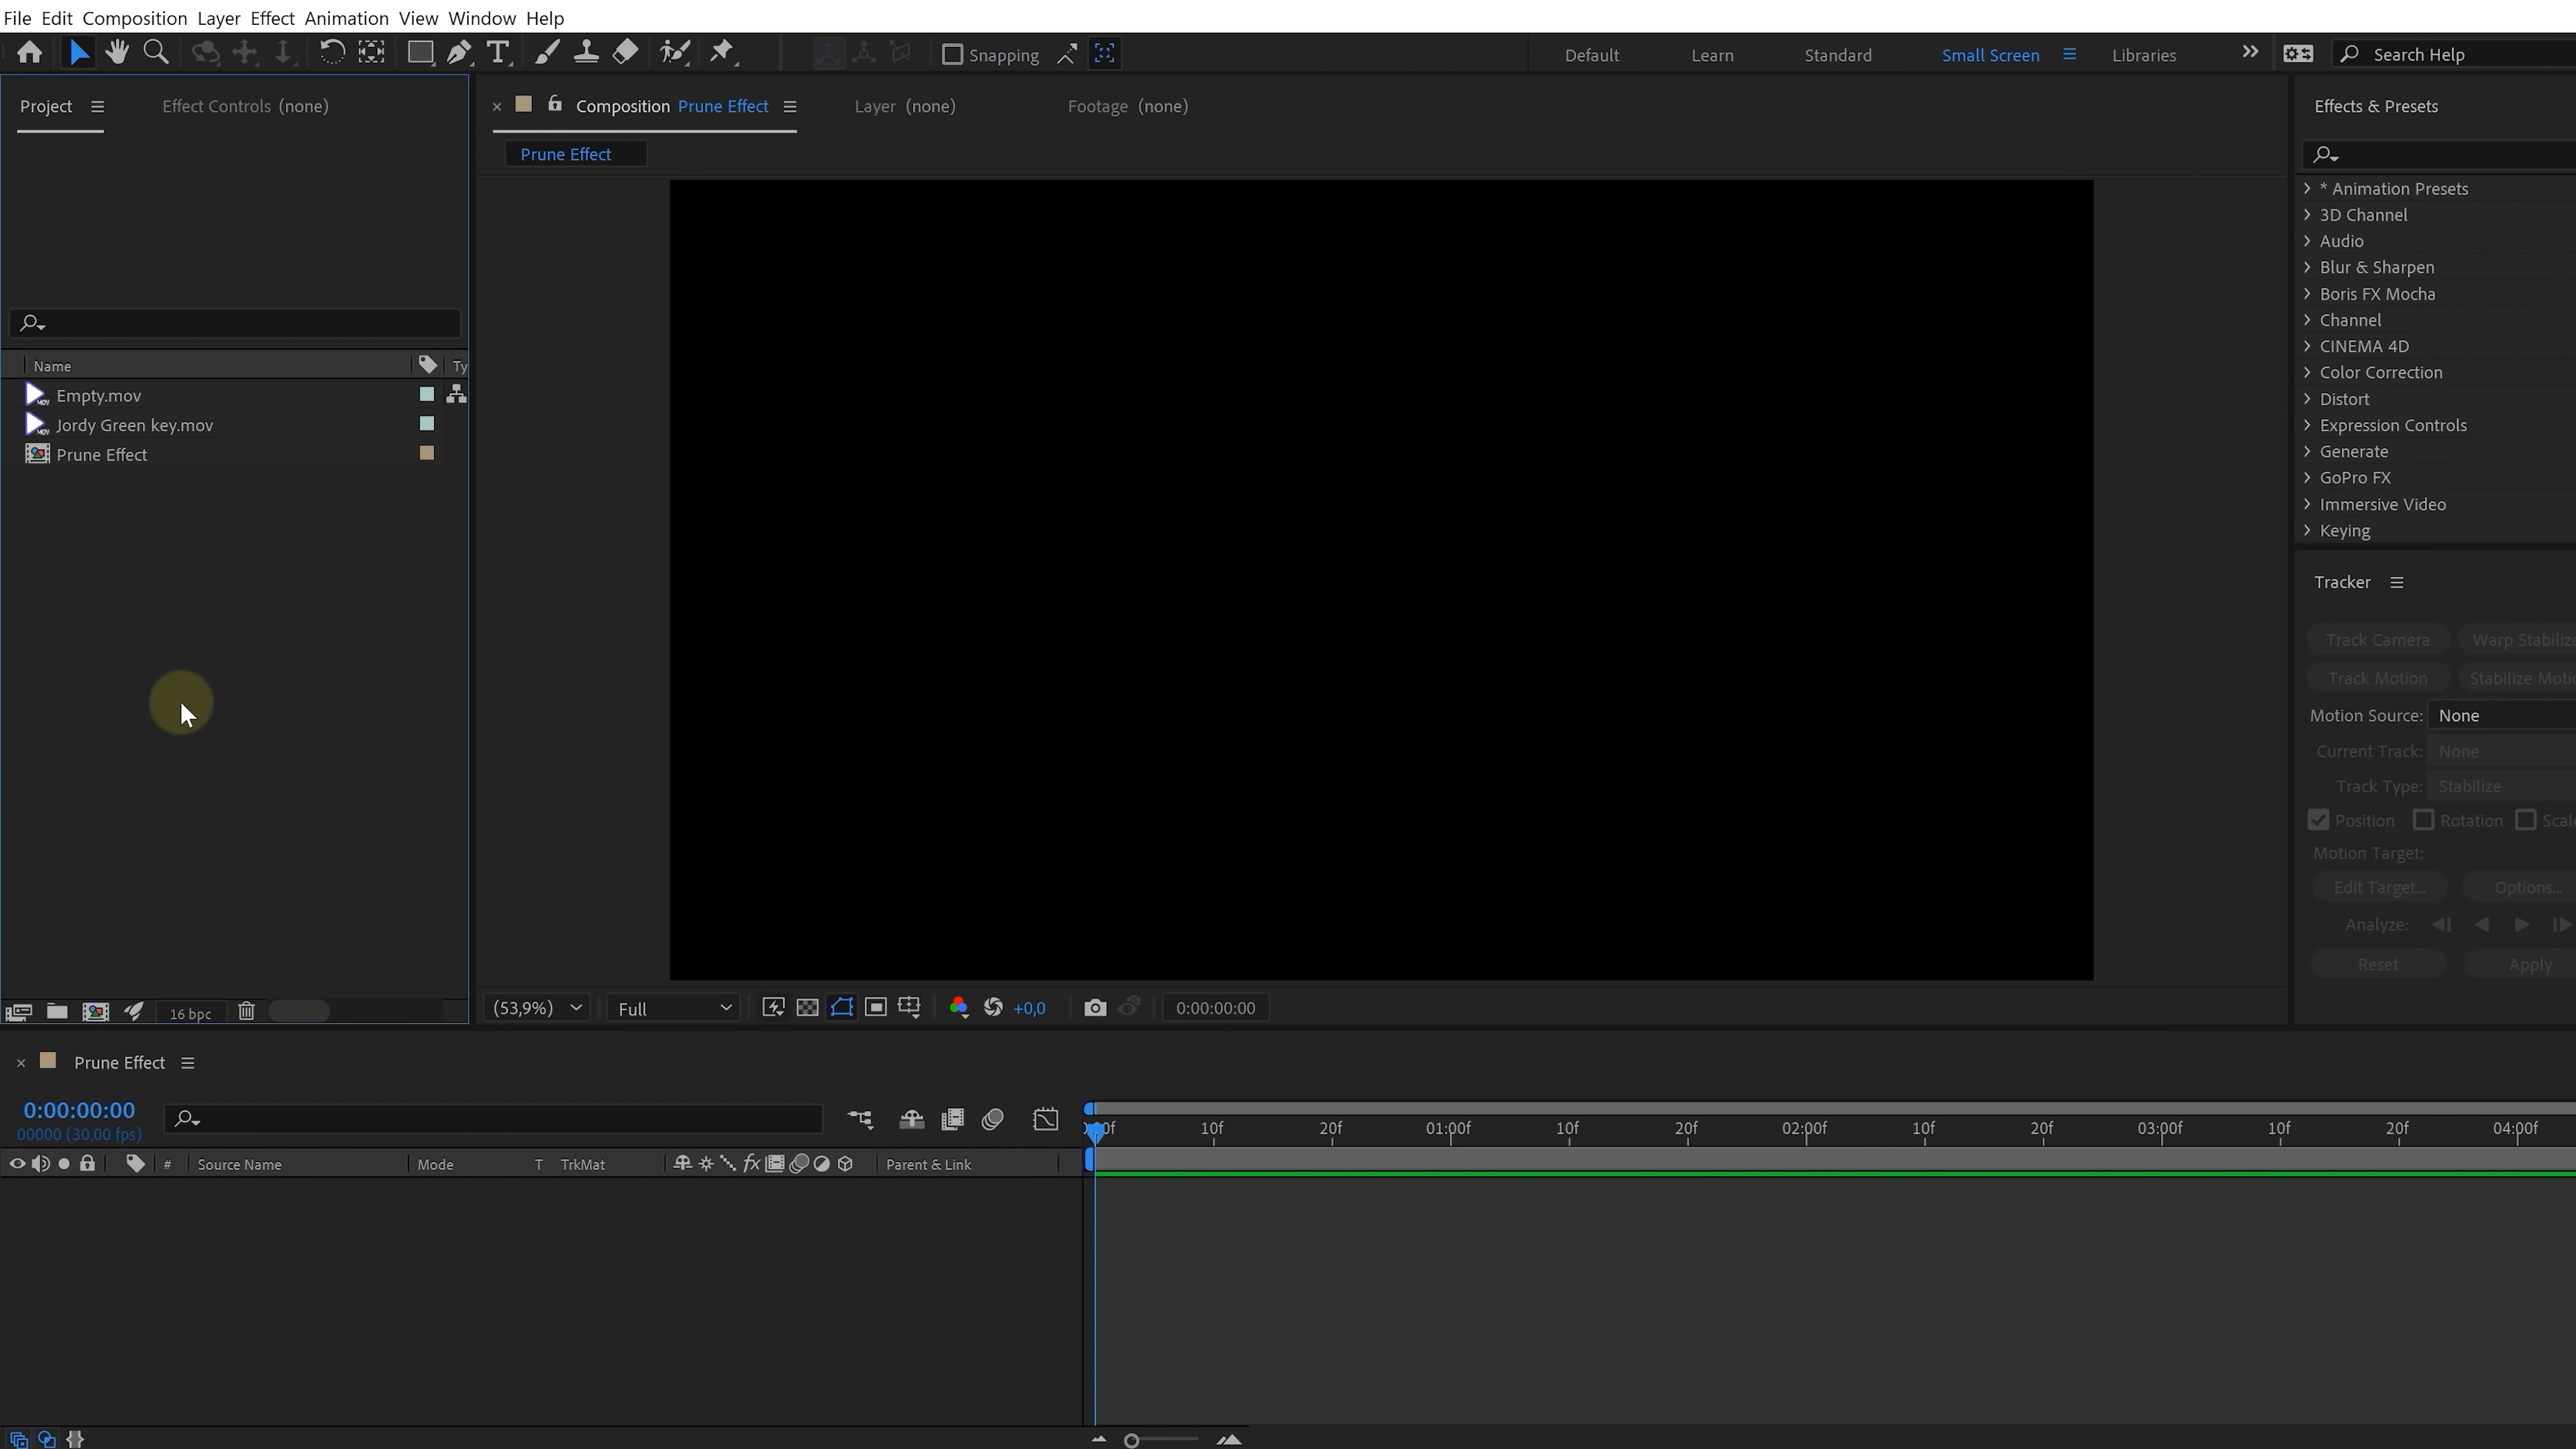 File Edit Composition Layer Effect Animation View Window Help
Snapping Default Learn Standard Small Screen Libraries Search Help
Project Effect Controls (none)
Composition Prune Effect Layer (none) Footage (none)
Prune Effect
Effects & Presets
* Animation Presets
3D Channel
Audio
Blur & Sharpen
Boris FX Mocha
Channel
CINEMA 4D
Color Correction
Distort
Expression Controls
Generate
GoPro FX
Immersive Video
Keying
Name Ty
Empty.mov
Jordy Green key.mov
Prune Effect
Tracker
Track Camera Warp Stabilize
Track Motion Stabilize Motio
Motion Source: None
Current Track: None
Track Type: Stabilize
Position Rotation Scale
Motion Target:
Edit Target... Options...
Analyze:
Reset Apply
16 bpc
(53,9%) Full +0,0 0:00:00:00
Prune Effect
0:00:00:00
00000 (30.00 fps)
10f 20f 01:00f 10f 20f 02:00f 10f 20f 03:00f 10f 20f 04:00f
# Source Name Mode T TrkMat fx Parent & Link